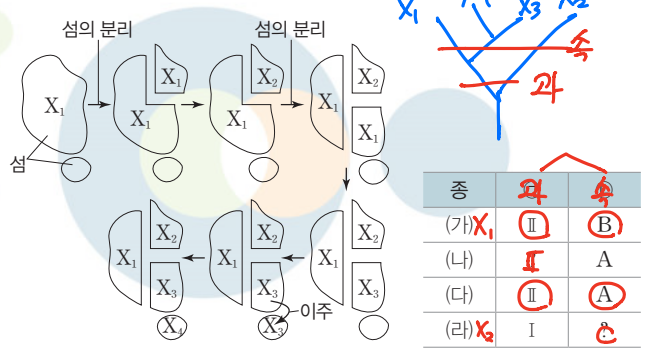 섬의 분리
섬의 분리
X₁
X₃
X₂
속
과
X₁
X₁
X₁
X₁
X₂
X₁
X₂
X₁
섬
X₁
X₂
X₃
X₁
X₂
X₃
X₁
X₂
X₃
이주
X₄
X₃
종 과 속
(가) X₁ Ⅱ B
(나) Ⅱ A
(다) Ⅱ A
(라) X₂ Ⅰ C